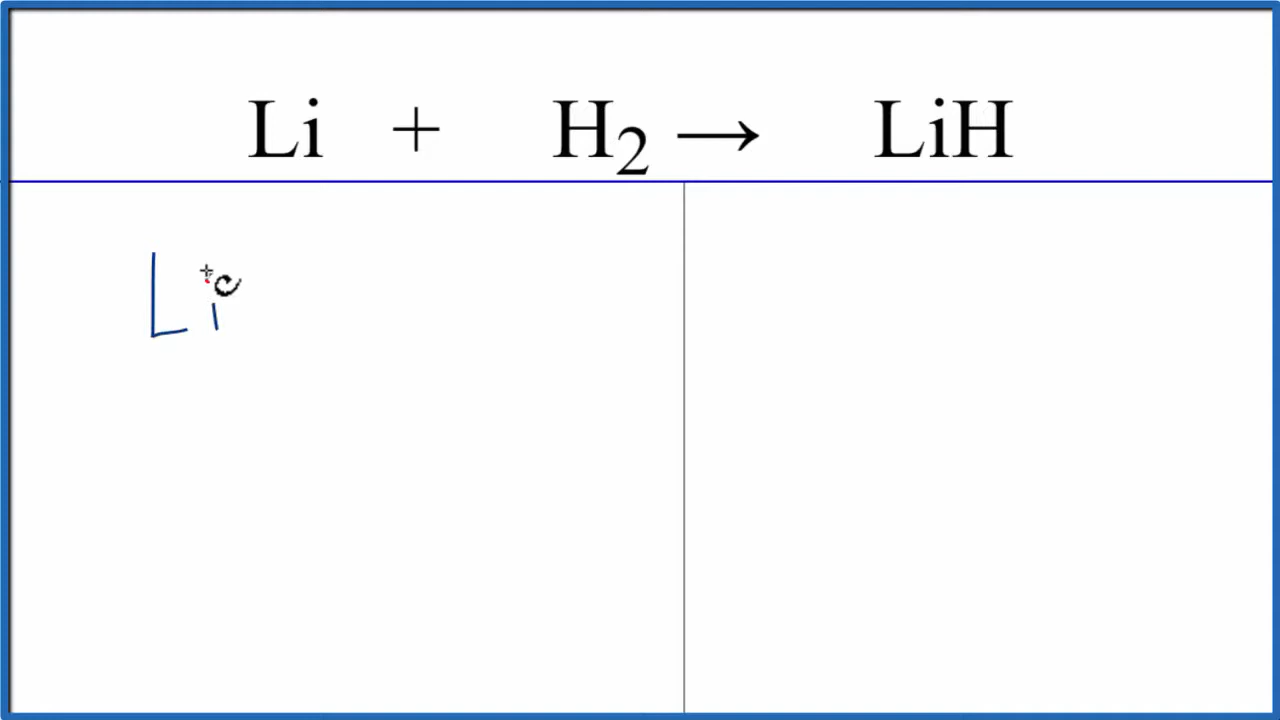 Li + H₂ → LiH
Li